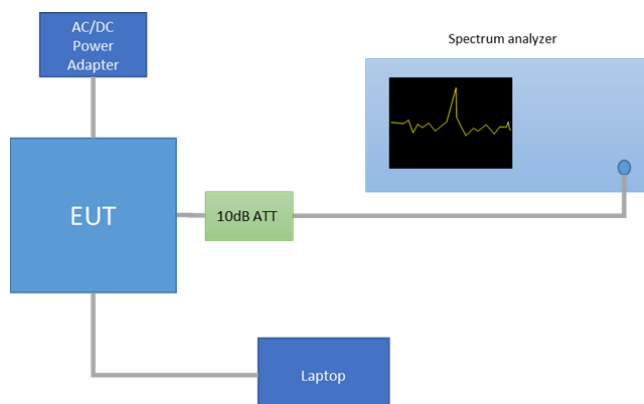 AC/DC
Power
Adapter
Spectrum analyzer
EUT
10dB ATT
Laptop